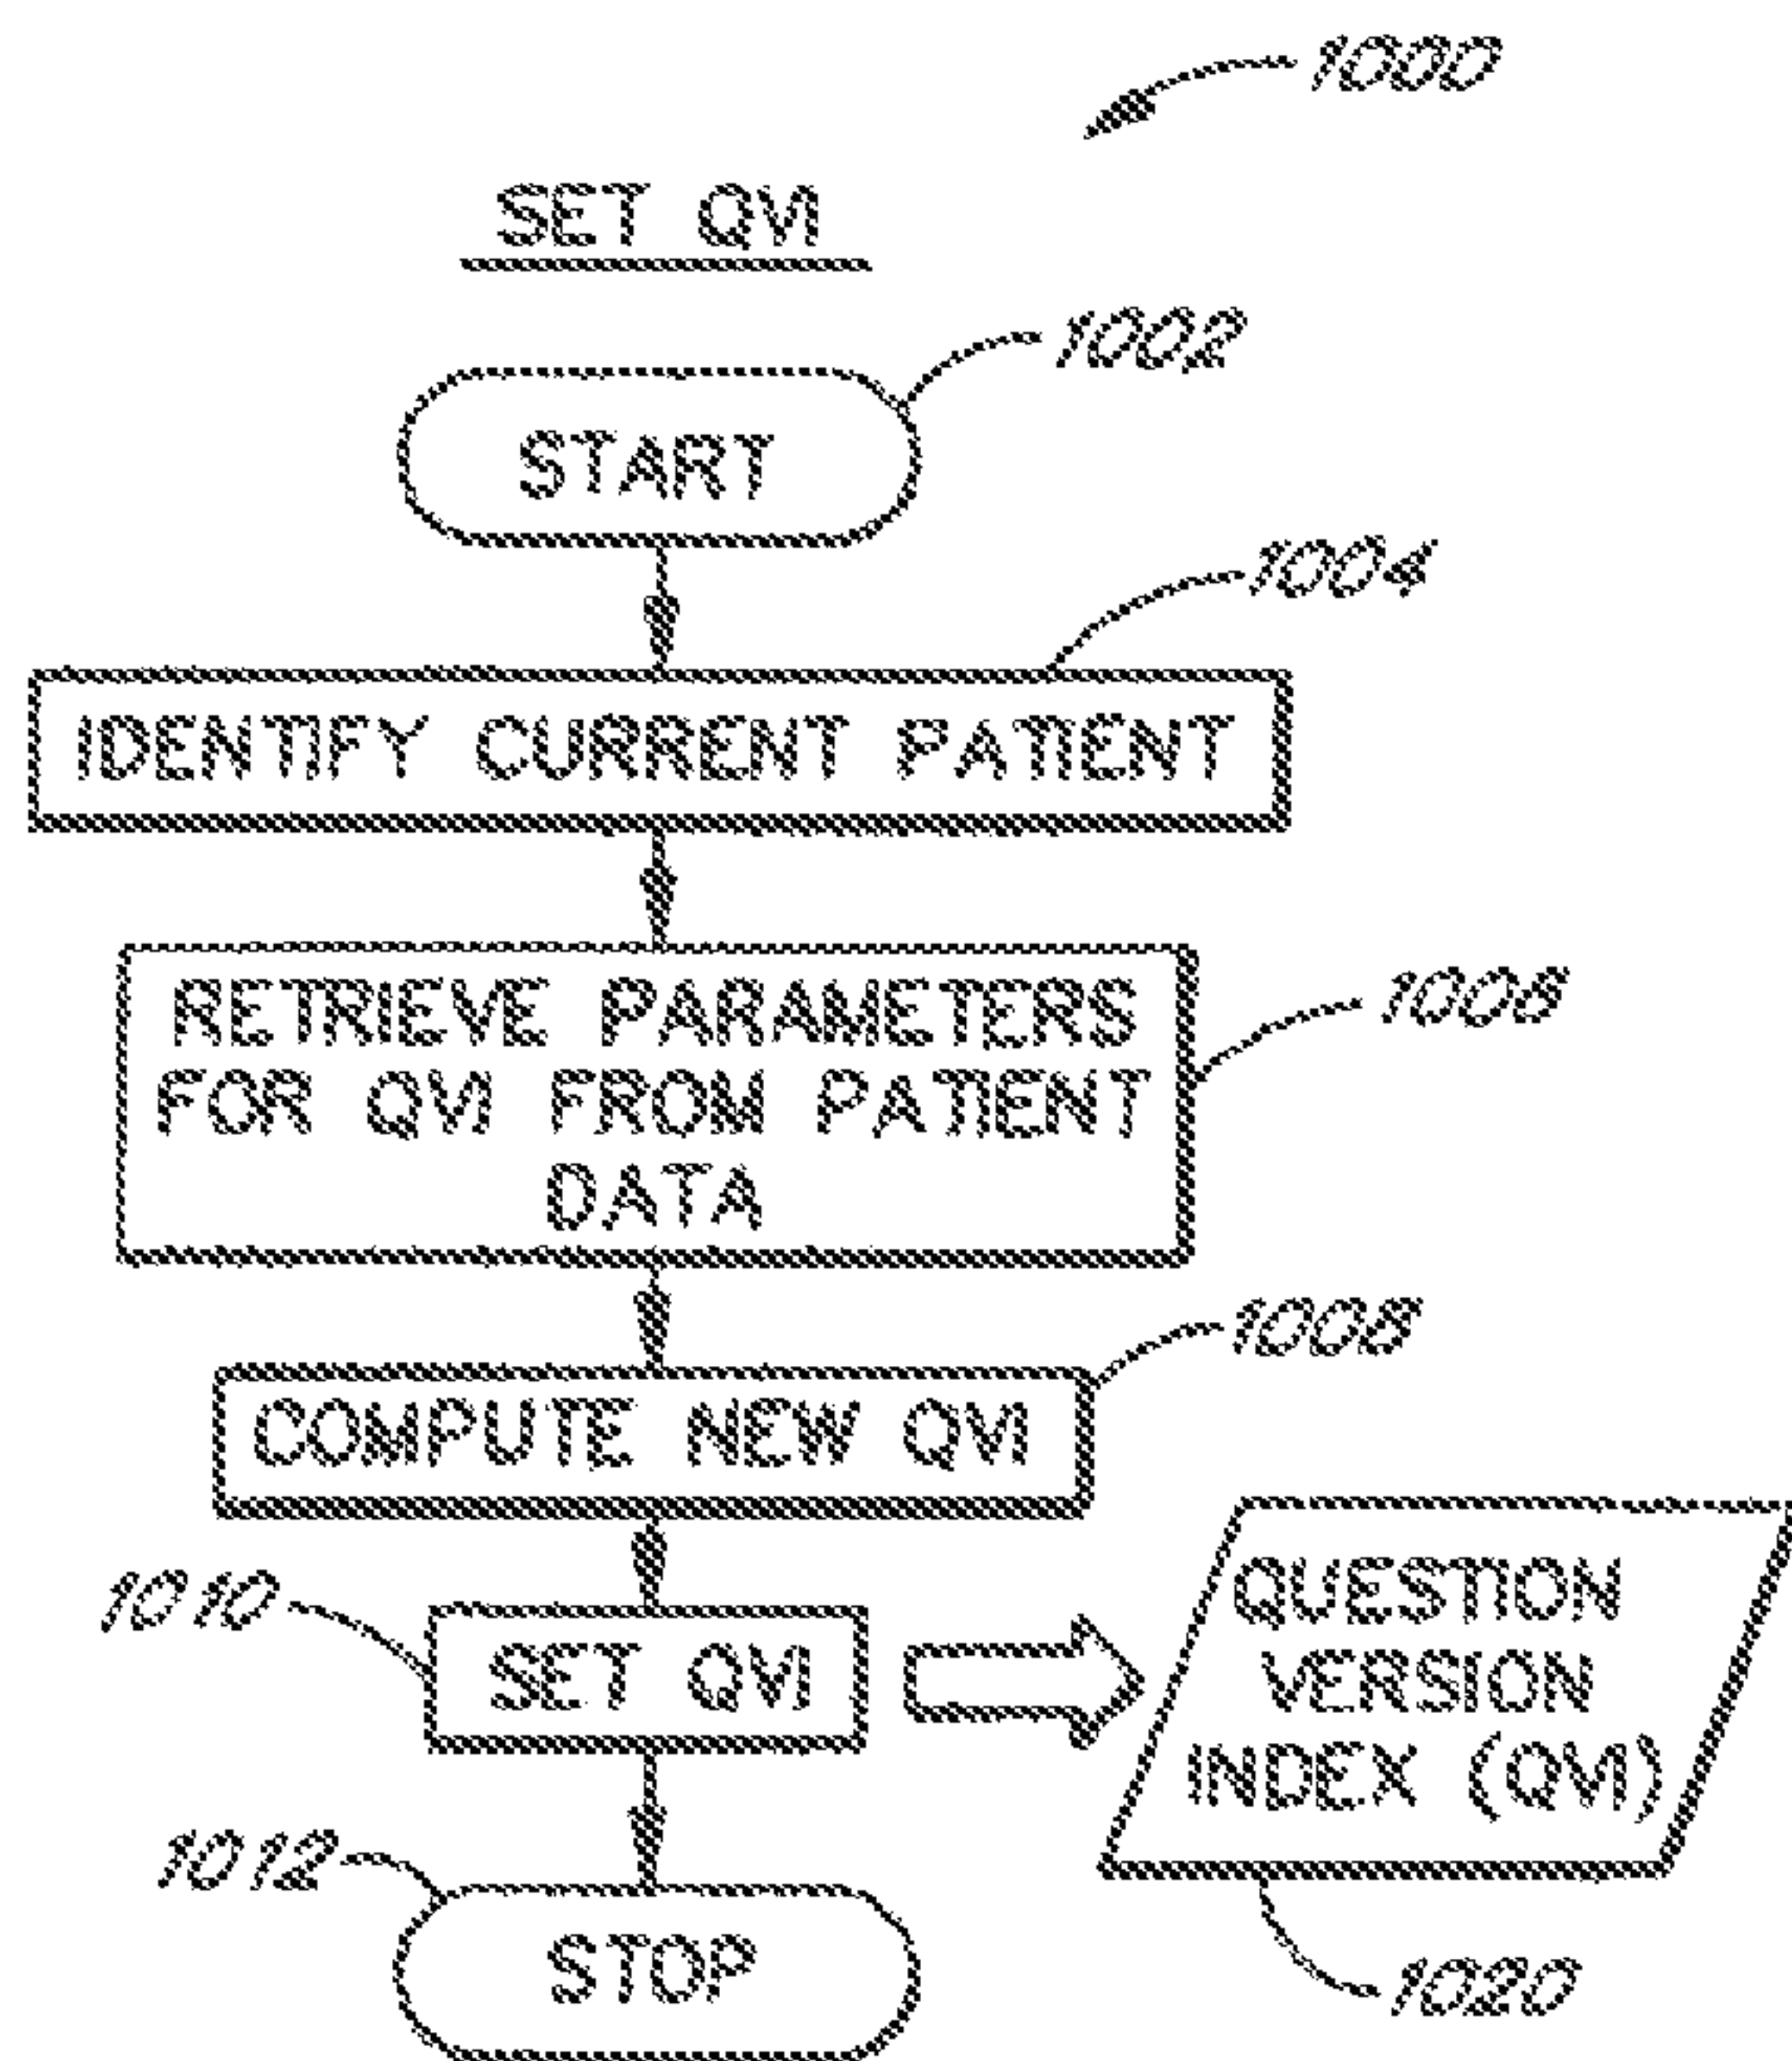 1000
SET QVI
1002
START
1004
IDENTIFY CURRENT PATIENT
RETRIEVE PARAMETERS
FOR QVI FROM PATIENT
DATA
1008
COMPUTE NEW QVI
1010
SET QVI
QUESTION
VERSION
INDEX (QVI)
1012
STOP
1020